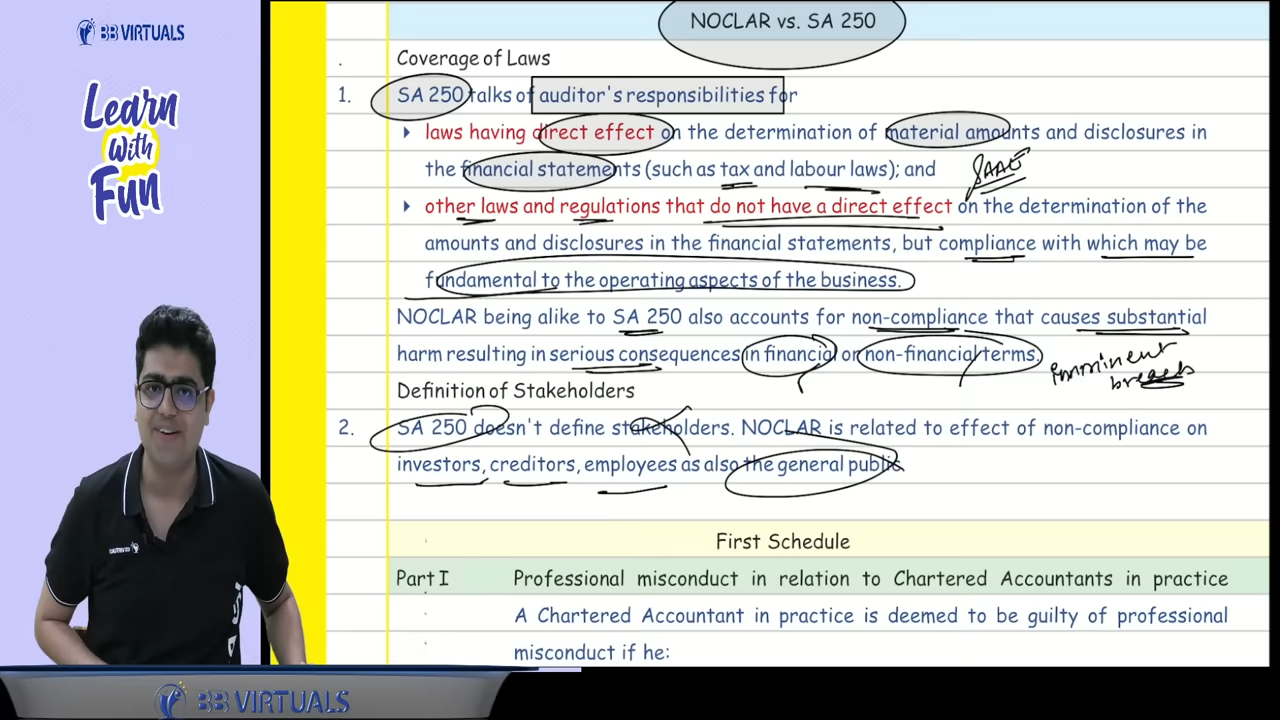 BB VIRTUALS
Learn
With
Fun
NOCLAR vs. SA 250
Coverage of Laws
1. SA 250 talks of auditor's responsibilities for
laws having direct effect on the determination of material amounts and disclosures in
the financial statements (such as tax and labour laws); and
other laws and regulations that do not have a direct effect on the determination of the
amounts and disclosures in the financial statements, but compliance with which may be
fundamental to the operating aspects of the business.
NOCLAR being alike to SA 250 also accounts for non-compliance that causes substantial
harm resulting in serious consequences in financial or non-financial terms.
Imminent
breach
Definition of Stakeholders
2. SA 250 doesn't define stakeholders. NOCLAR is related to effect of non-compliance on
investors, creditors, employees as also the general public.
First Schedule
Part I Professional misconduct in relation to Chartered Accountants in practice
A Chartered Accountant in practice is deemed to be guilty of professional
misconduct if he:
BB VIRTUALS